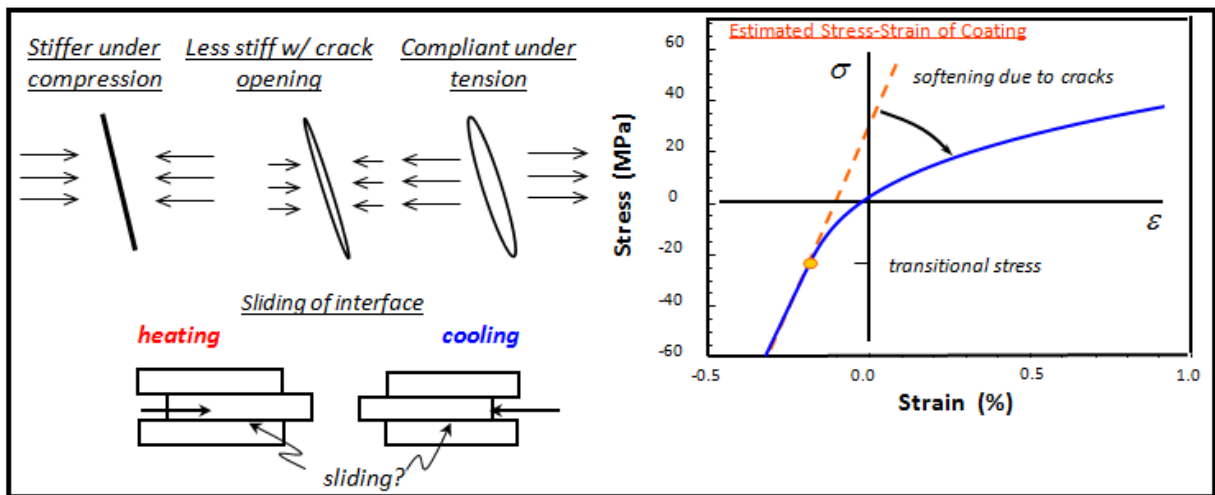 Stiffer under
compression
Less stiff w/ crack
opening
Compliant under
tension
Sliding of interface
heating
cooling
sliding?
Estimated Stress-Strain of Coating
σ
softening due to cracks
ε
transitional stress
Stress (MPa)
60
40
20
0
-20
-40
-60
-0.5
0.0
0.5
1.0
Strain (%)